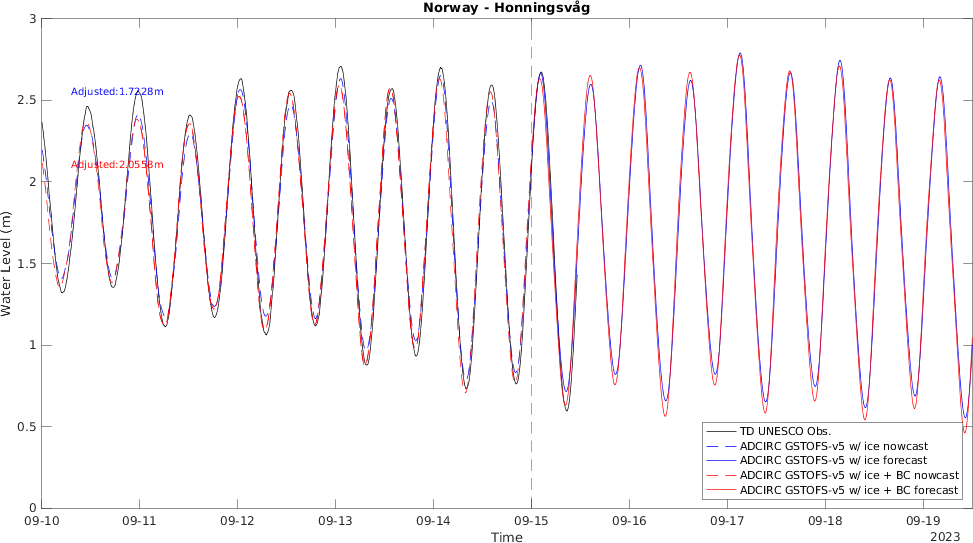 Norway - Honningsvåg
3
2.5
2
1.5
1
0.5
0
Water Level (m)
Adjusted:1.7228m
Adjusted:2.0558m
TD UNESCO Obs.
ADCIRC GSTOFS-v5 w/ ice nowcast
ADCIRC GSTOFS-v5 w/ ice forecast
ADCIRC GSTOFS-v5 w/ ice + BC nowcast
ADCIRC GSTOFS-v5 w/ ice + BC forecast
09-10 09-11 09-12 09-13 09-14 09-15 09-16 09-17 09-18 09-19
Time
2023